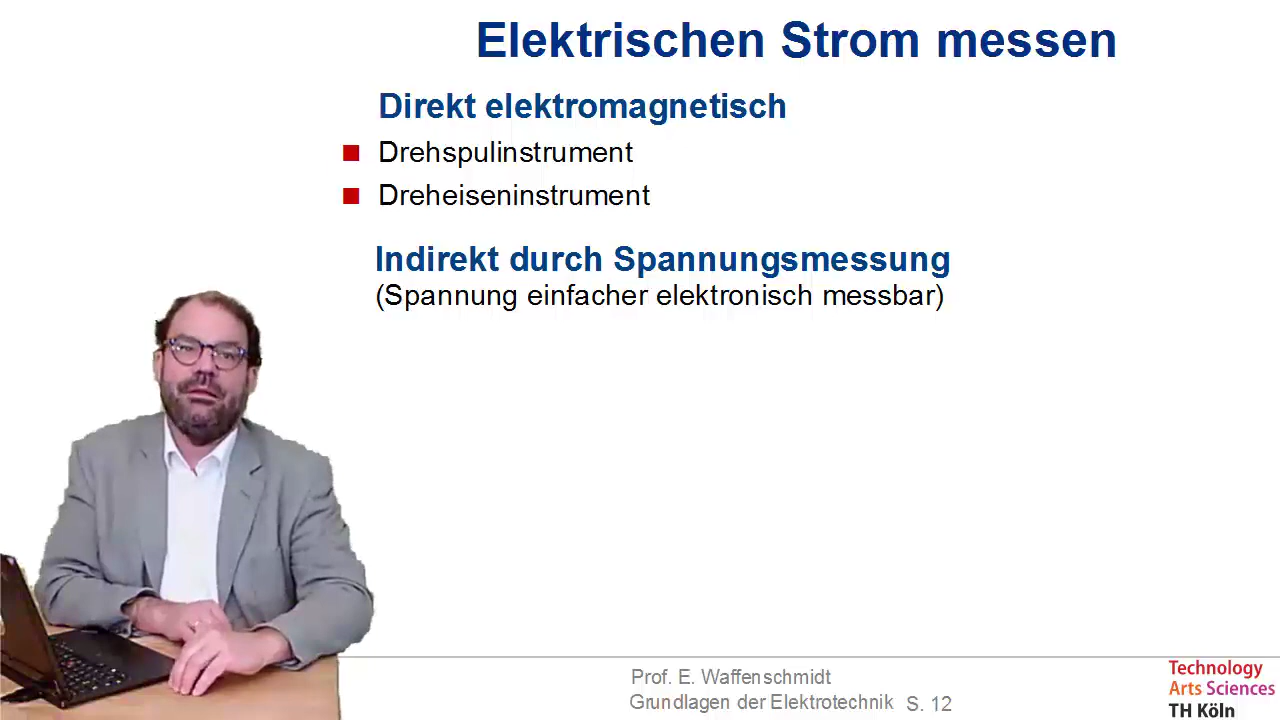 Elektrischen Strom messen
Direkt elektromagnetisch
Drehspulinstrument
Dreheiseninstrument
Indirekt durch Spannungsmessung
(Spannung einfacher elektronisch messbar)
Prof. E. Waffenschmidt
Grundlagen der Elektrotechnik S. 12
Technology
Arts Sciences
TH Köln